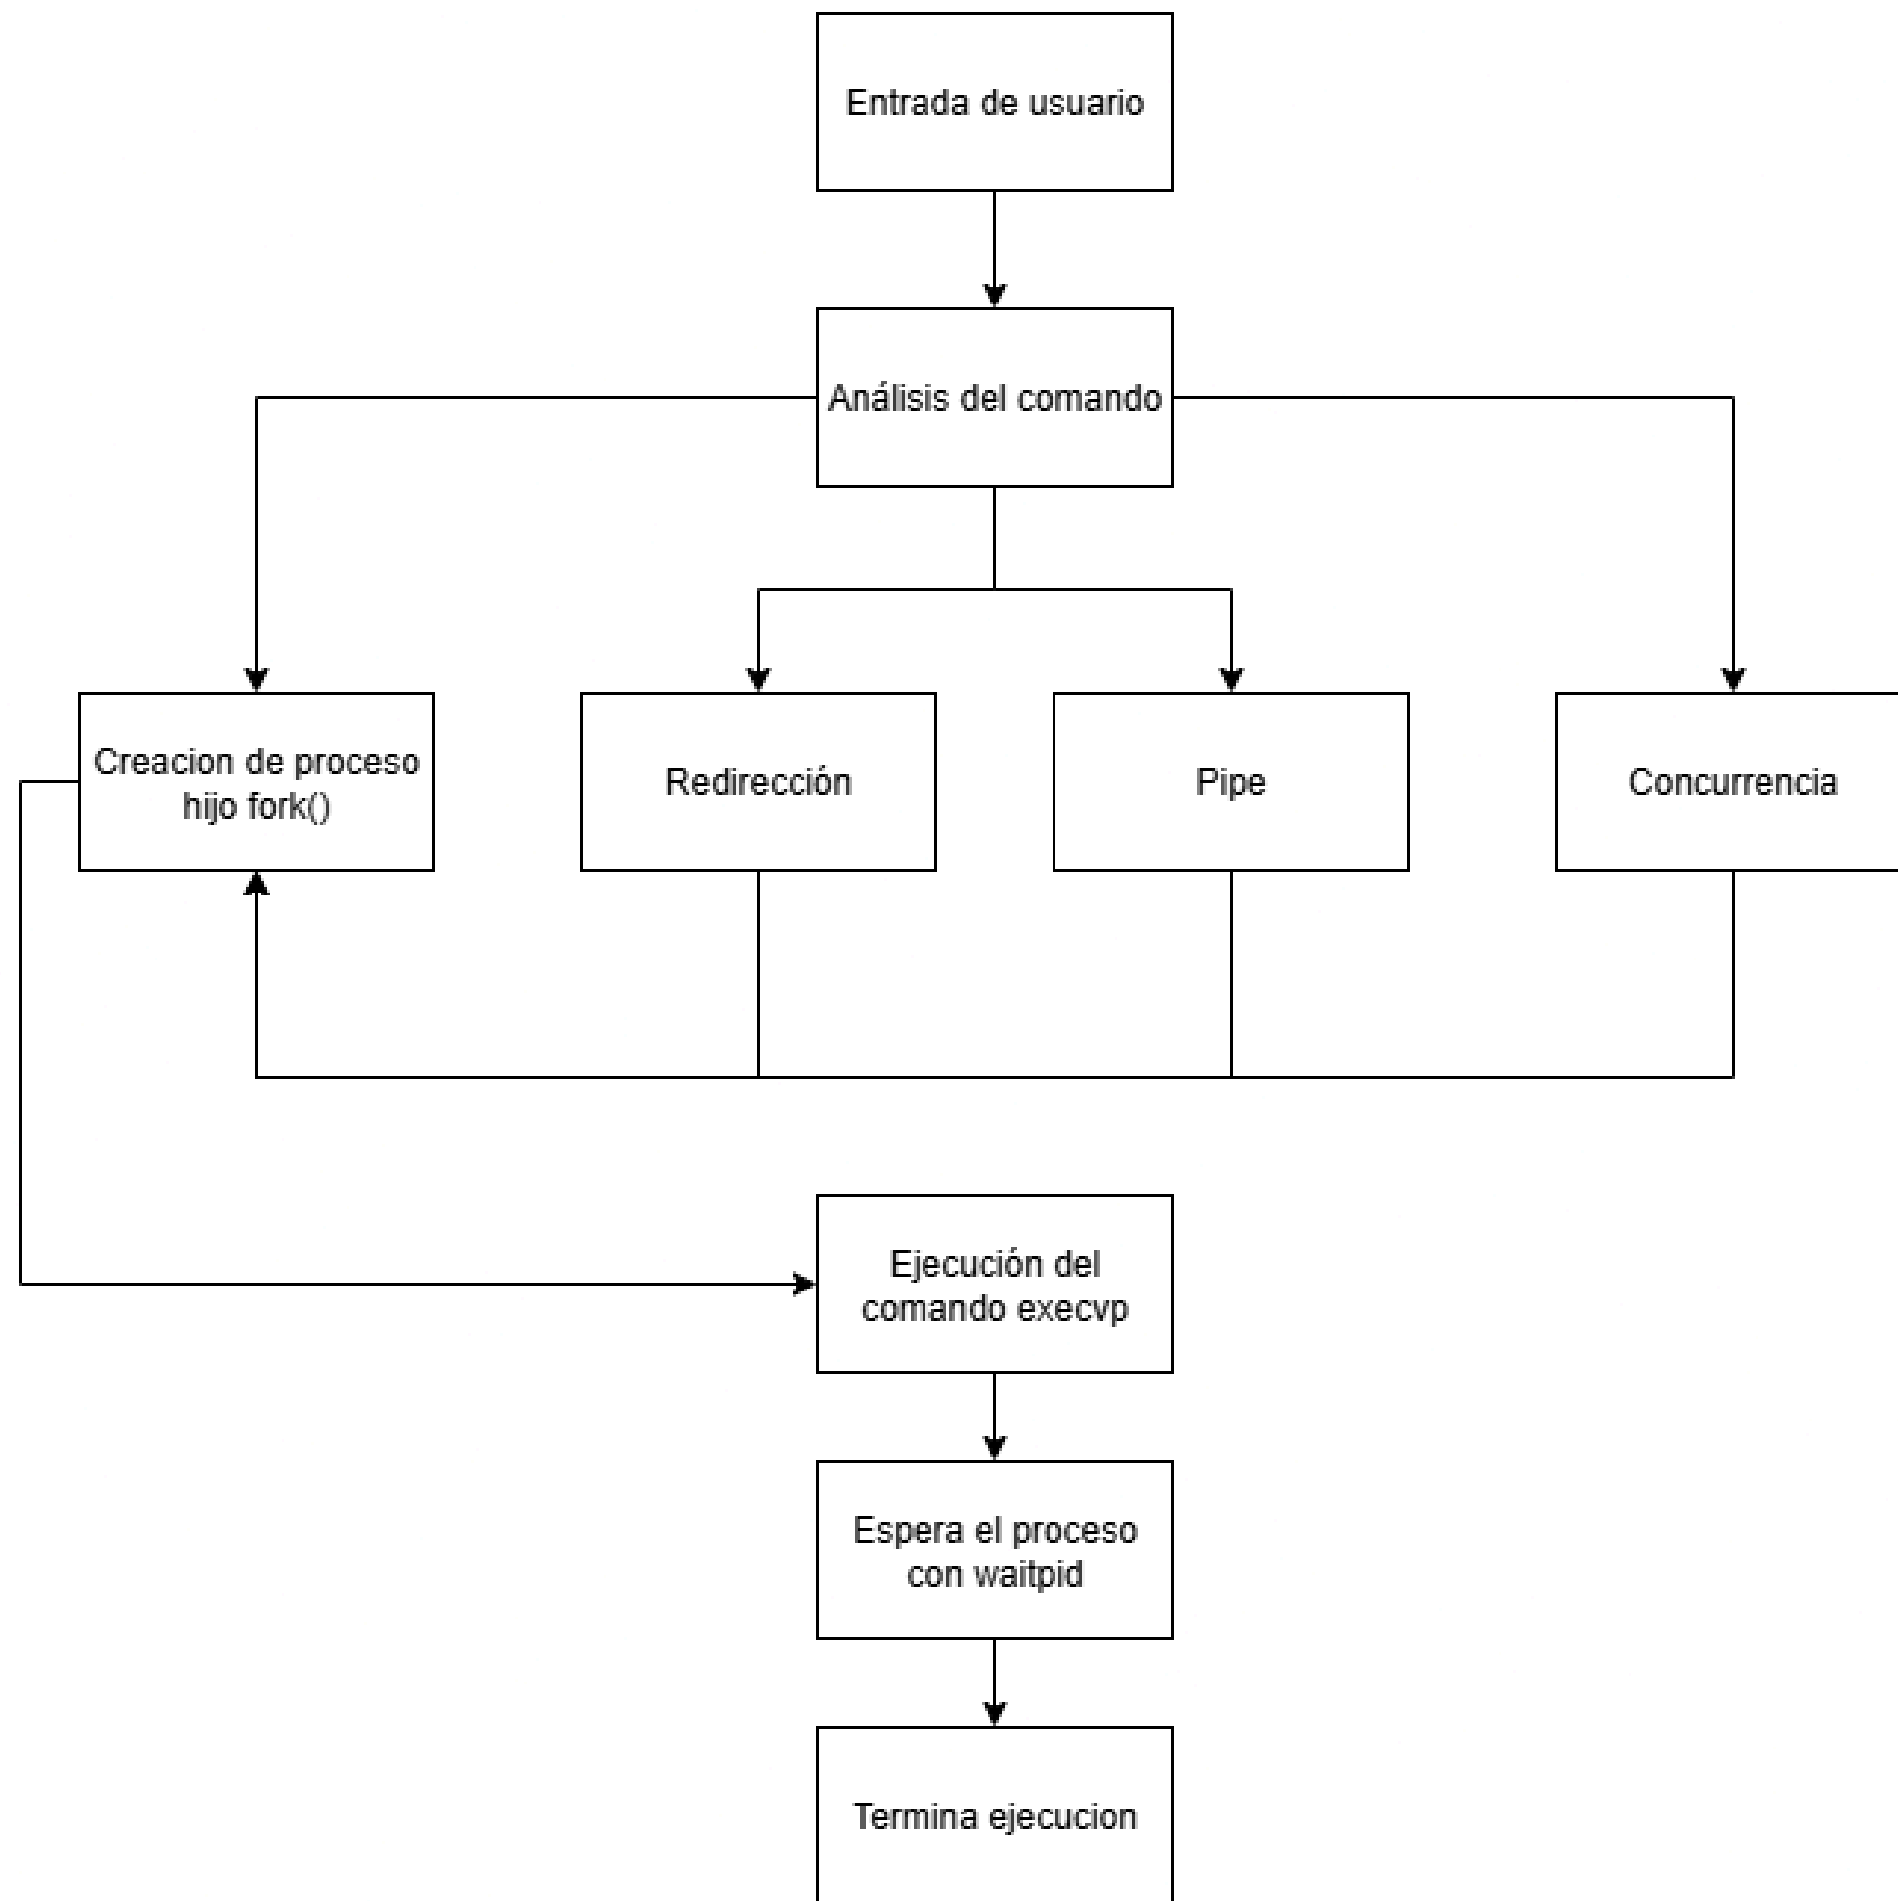 Entrada de usuario
Análisis del comando
Creacion de proceso
hijo fork()
Redirección
Pipe
Concurrencia
Ejecución del
comando execvp
Espera el proceso
con waitpid
Termina ejecucion